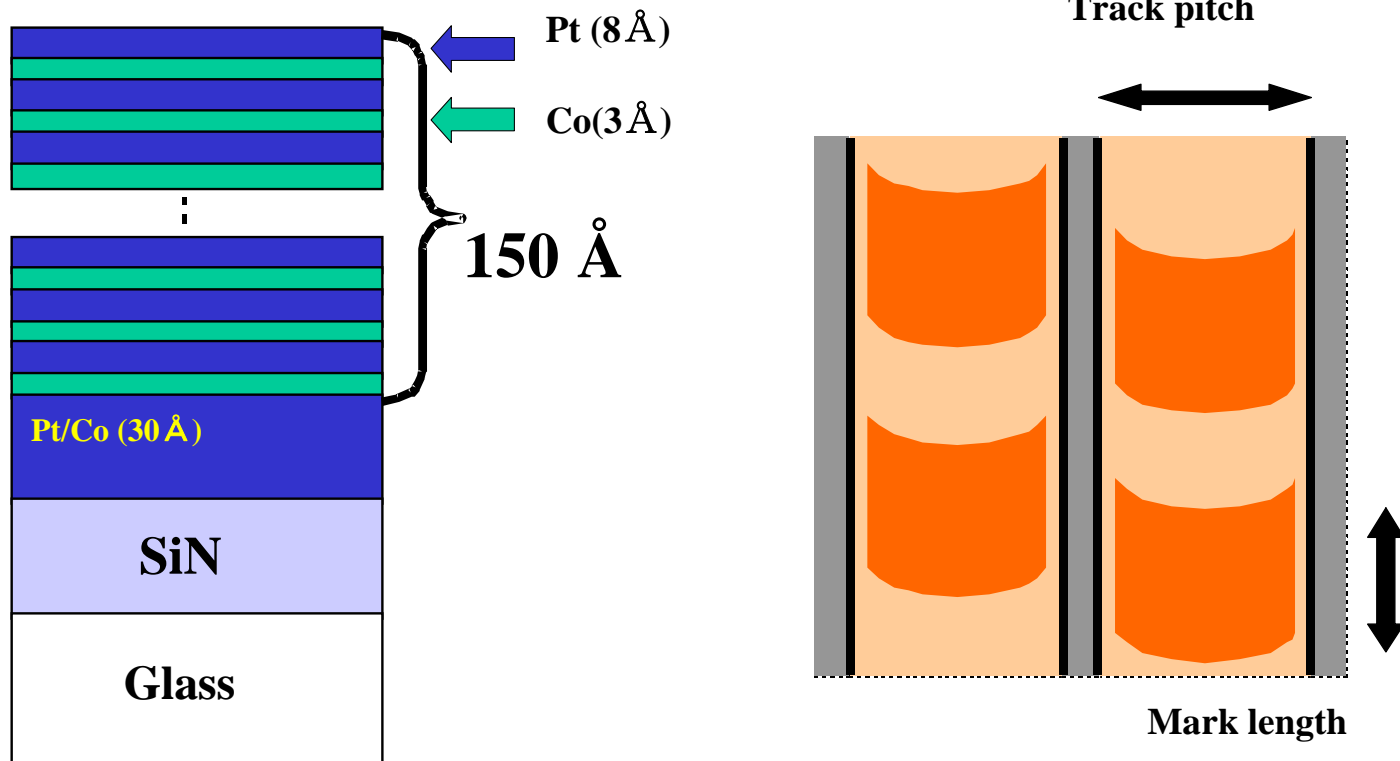 Pt (8Å)
Co(3Å)
150 Å
Pt/Co (30Å)
SiN
Glass
Track pitch
Mark length